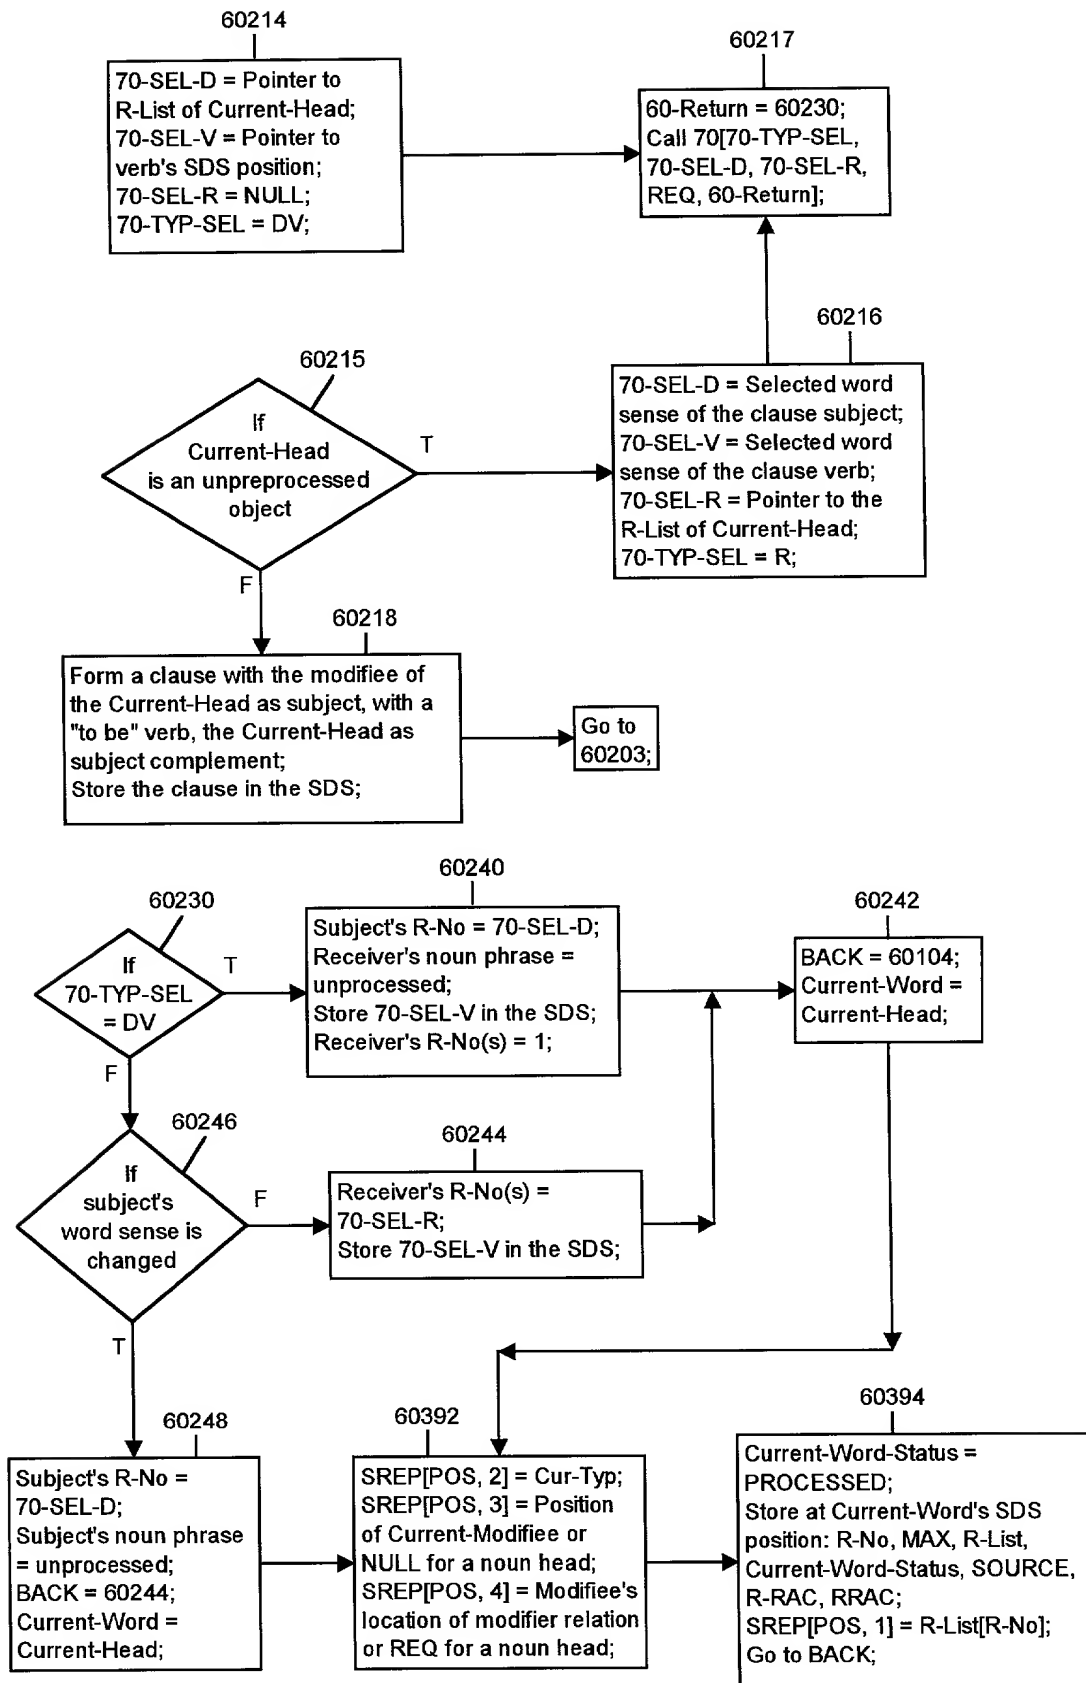 60214
70-SEL-D = Pointer to
R-List of Current-Head;
70-SEL-V = Pointer to
verb's SDS position;
70-SEL-R = NULL;
70-TYP-SEL = DV;
60217
60-Return = 60230;
Call 70[70-TYP-SEL,
70-SEL-D, 70-SEL-R,
REQ, 60-Return];
60215
If
Current-Head
is an unpreprocessed
object
T
F
60216
70-SEL-D = Selected word
sense of the clause subject;
70-SEL-V = Selected word
sense of the clause verb;
70-SEL-R = Pointer to the
R-List of Current-Head;
70-TYP-SEL = R;
60218
Form a clause with the modifiee of
the Current-Head as subject, with a
"to be" verb, the Current-Head as
subject complement;
Store the clause in the SDS;
Go to
60203;
60230
If
70-TYP-SEL
= DV
T
F
60240
Subject's R-No = 70-SEL-D;
Receiver's noun phrase =
unprocessed;
Store 70-SEL-V in the SDS;
Receiver's R-No(s) = 1;
60242
BACK = 60104;
Current-Word =
Current-Head;
60246
If
subject's
word sense is
changed
F
T
60244
Receiver's R-No(s) =
70-SEL-R;
Store 70-SEL-V in the SDS;
60248
Subject's R-No =
70-SEL-D;
Subject's noun phrase
= unprocessed;
BACK = 60244;
Current-Word =
Current-Head;
60392
SREP[POS, 2] = Cur-Typ;
SREP[POS, 3] = Position
of Current-Modifiee or
NULL for a noun head;
SREP[POS, 4] = Modifiee's
location of modifier relation
or REQ for a noun head;
60394
Current-Word-Status =
PROCESSED;
Store at Current-Word's SDS
position: R-No, MAX, R-List,
Current-Word-Status, SOURCE,
R-RAC, RRAC;
SREP[POS, 1] = R-List[R-No];
Go to BACK;